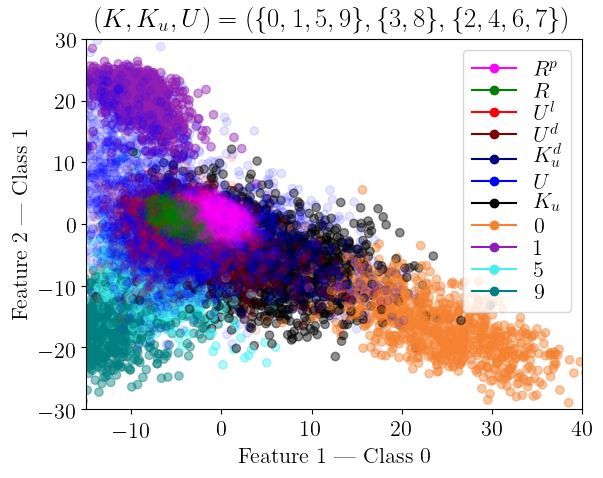 (K, K_u, U) = ({0, 1, 5, 9}, {3, 8}, {2, 4, 6, 7})
30
20
10
0
−10
−20
−30
Feature 2 — Class 1
R^p
R
U^l
U^d
K_u^d
U
K_u
0
1
5
9
−10
0
10
20
30
40
Feature 1 — Class 0